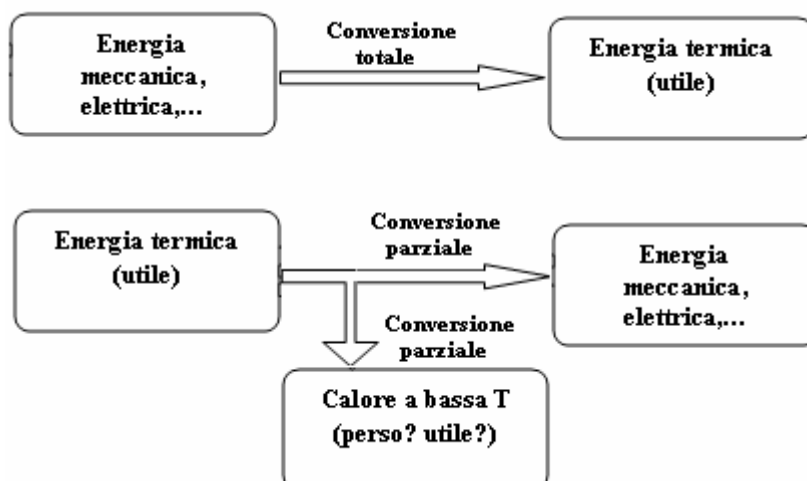 Energia
meccanica,
elettrica,...
Conversione
totale
Energia termica
(utile)
Energia termica
(utile)
Conversione
parziale
Energia
meccanica,
elettrica,...
Conversione
parziale
Calore a bassa T
(perso? utile?)